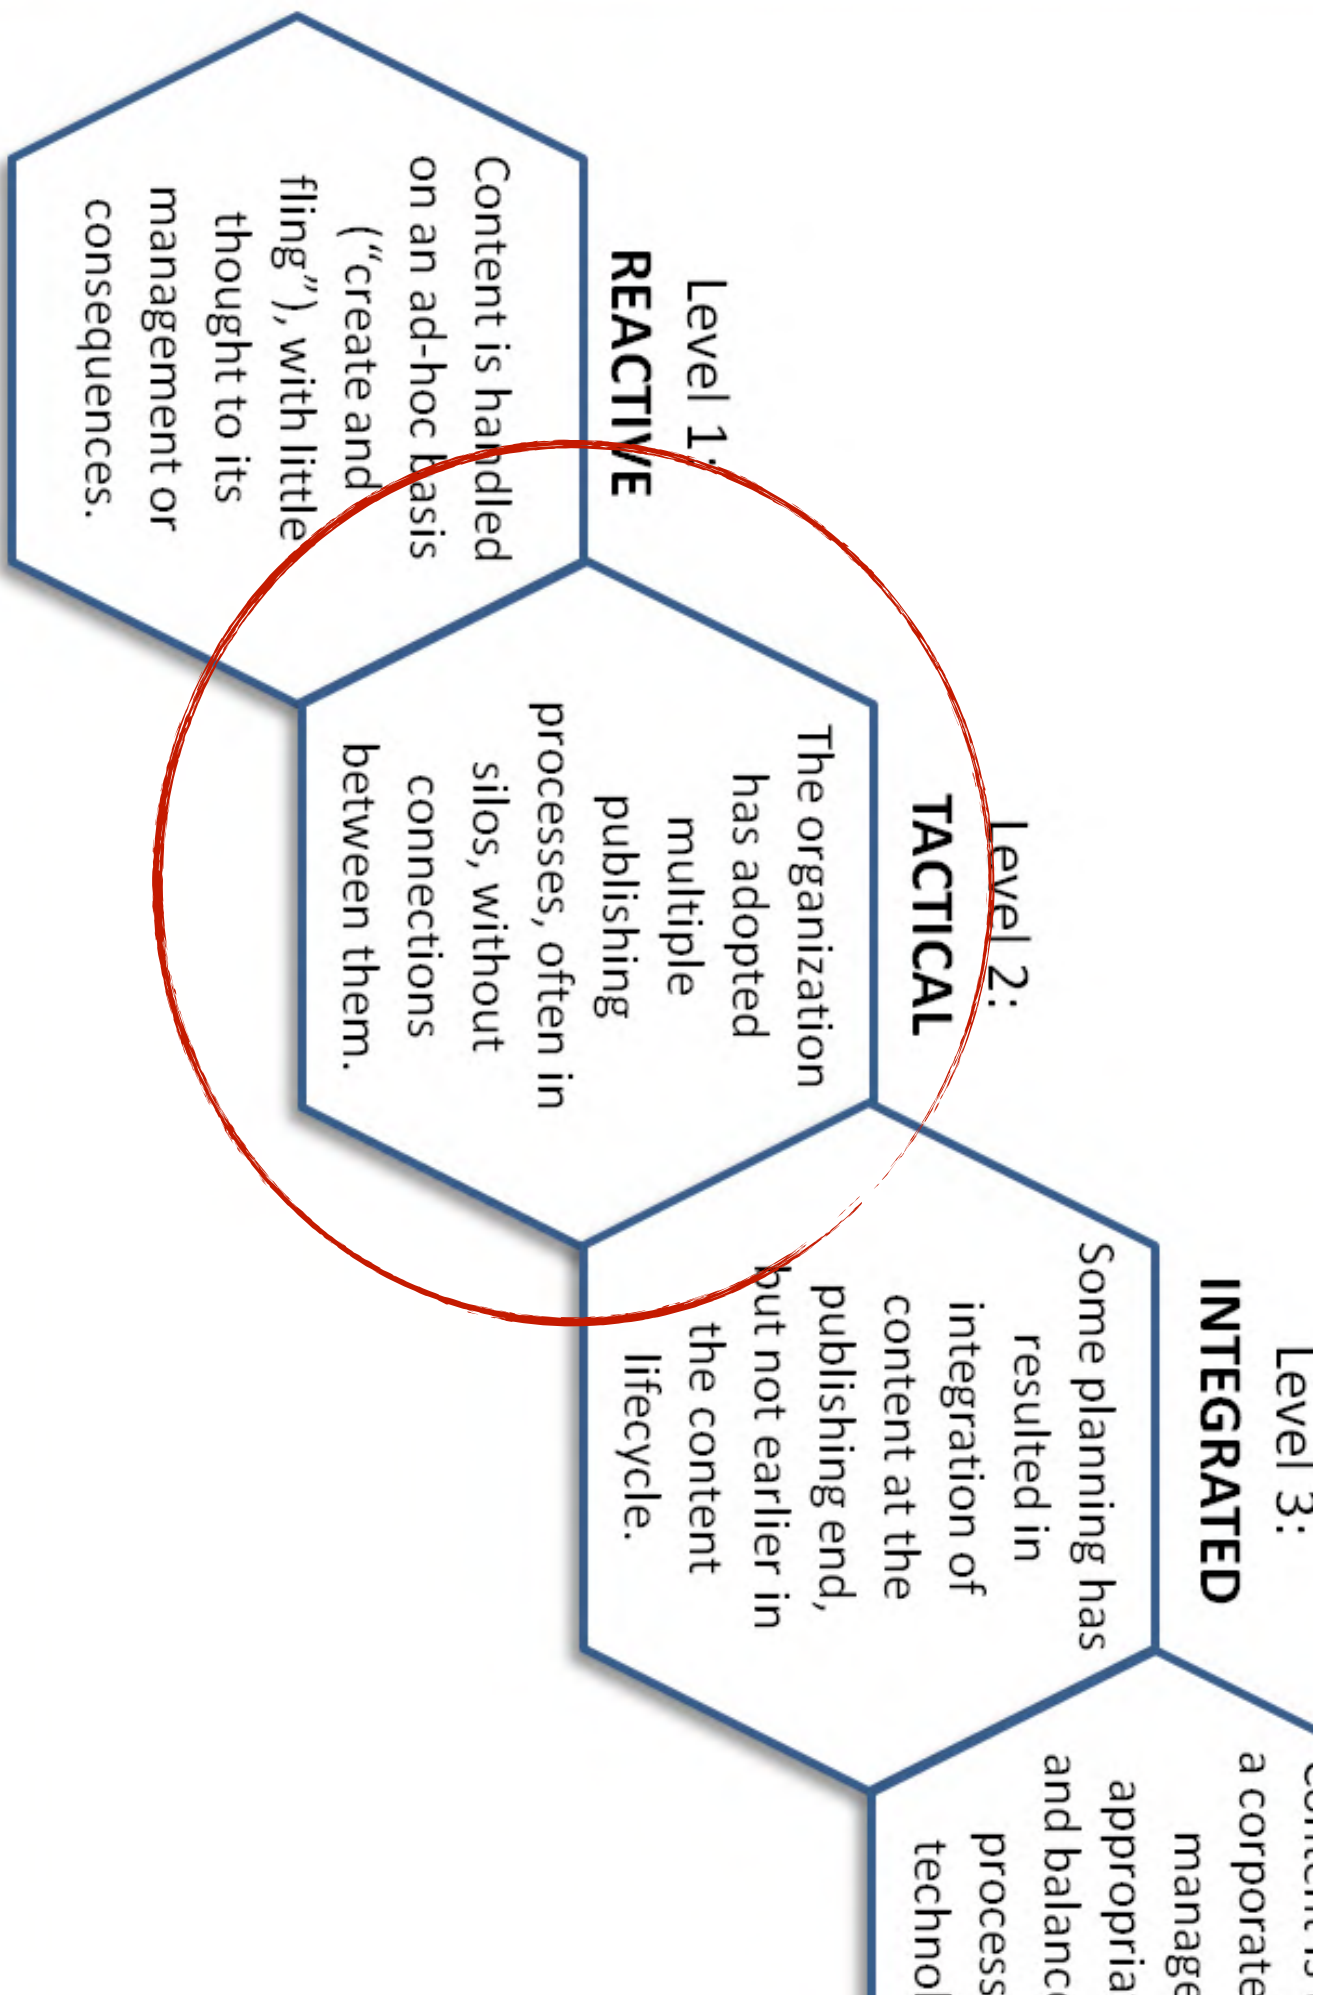 Level 1:
REACTIVE
Content is handled
on an ad-hoc basis
(“create and
fling”), with little
thought to its
management or
consequences.
Level 2:
TACTICAL
The organization
has adopted
multiple
publishing
processes, often in
silos, without
connections
between them.
Level 3:
INTEGRATED
Some planning has
resulted in
integration of
content at the
publishing end,
but not earlier in
the content
lifecycle.
a corporate
and
process